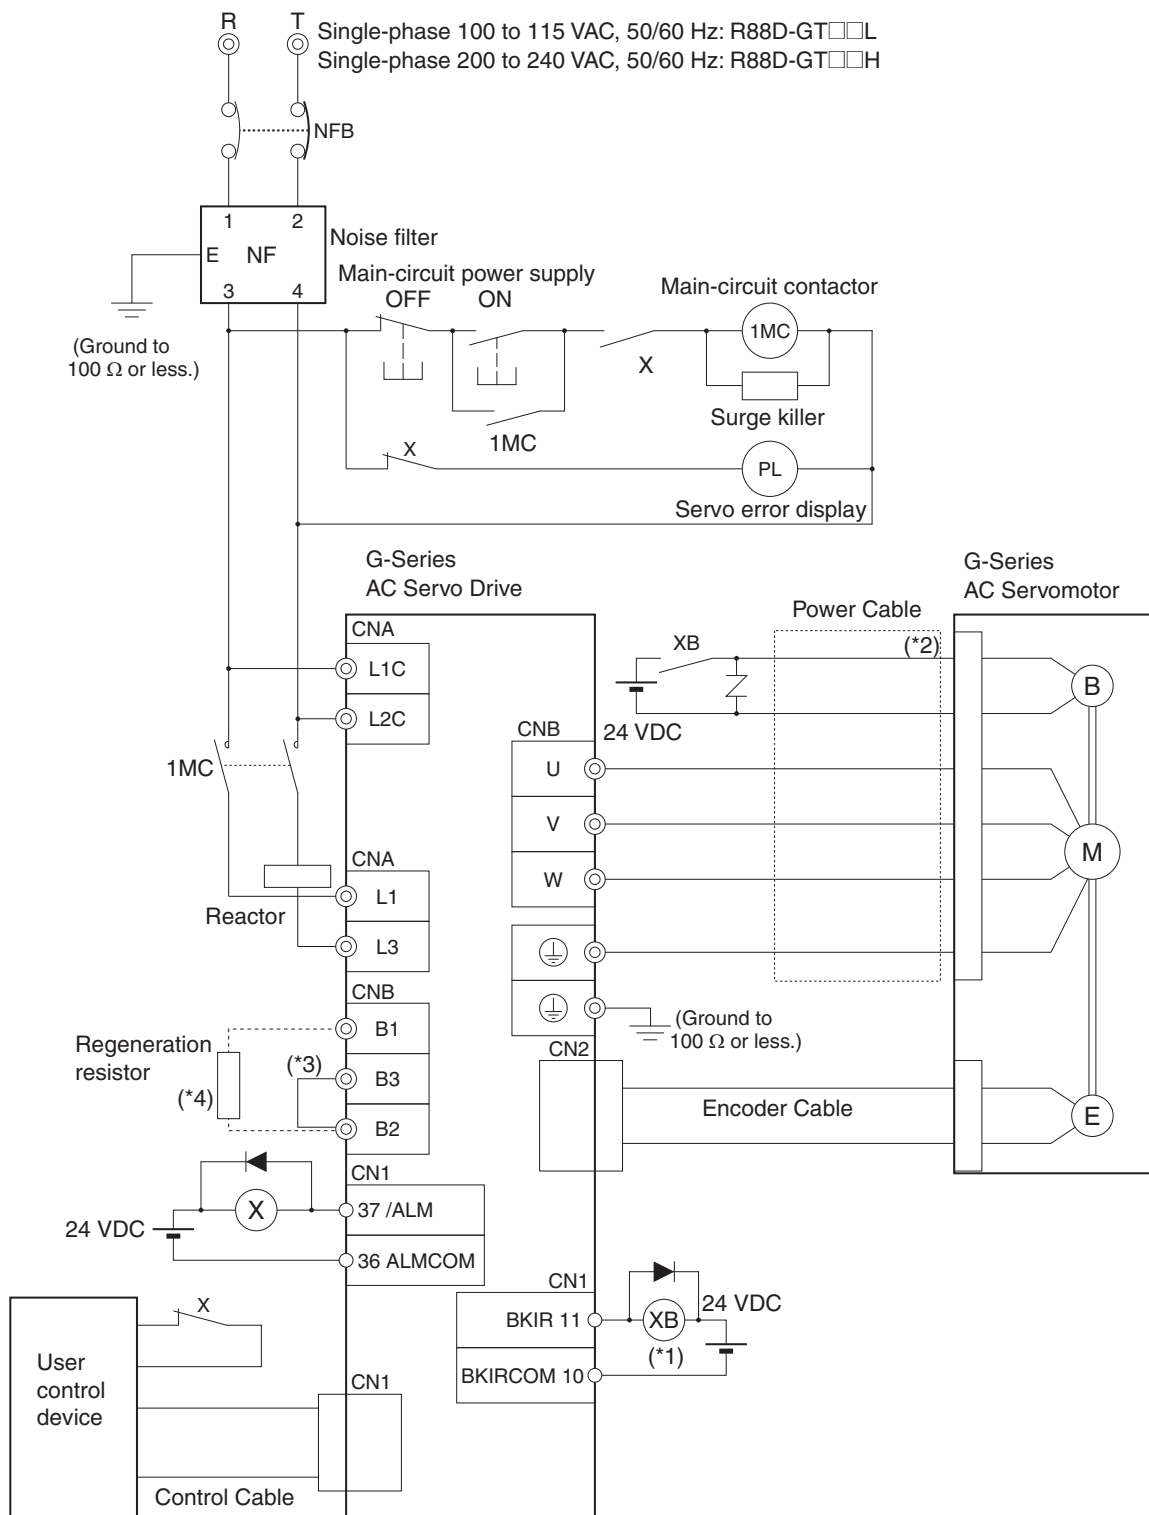 R T
Single-phase 100 to 115 VAC, 50/60 Hz: R88D-GT□□L
Single-phase 200 to 240 VAC, 50/60 Hz: R88D-GT□□H
NFB
1 2
E NF
3 4
Noise filter
(Ground to
100 Ω or less.)
Main-circuit power supply
OFF ON
Main-circuit contactor
1MC
X
Surge killer
1MC
X
PL
Servo error display
G-Series
AC Servo Drive
G-Series
AC Servomotor
CNA
L1C
L2C
Power Cable
(*2)
XB
24 VDC
B
1MC
CNB
U
V
W
M
CNA
L1
L3
Reactor
(Ground to
100 Ω or less.)
CNB
B1
B3
B2
Regeneration
resistor
(*3)
(*4)
CN2
Encoder Cable
E
CN1
37 /ALM
36 ALMCOM
X
24 VDC
CN1
BKIR 11
BKIRCOM 10
XB
24 VDC
(*1)
X
User
control
device
CN1
Control Cable